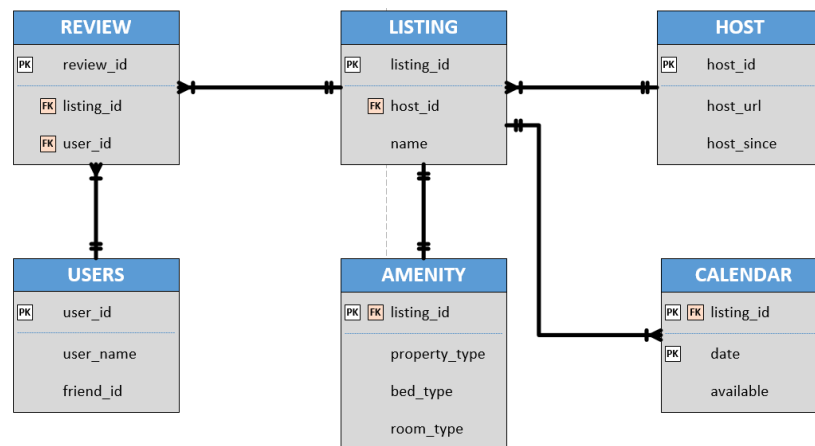 REVIEW
PK review_id
FK listing_id
FK user_id
LISTING
PK listing_id
FK host_id
name
HOST
PK host_id
host_url
host_since
USERS
PK user_id
user_name
friend_id
AMENITY
PK FK listing_id
property_type
bed_type
room_type
CALENDAR
PK FK listing_id
PK date
available